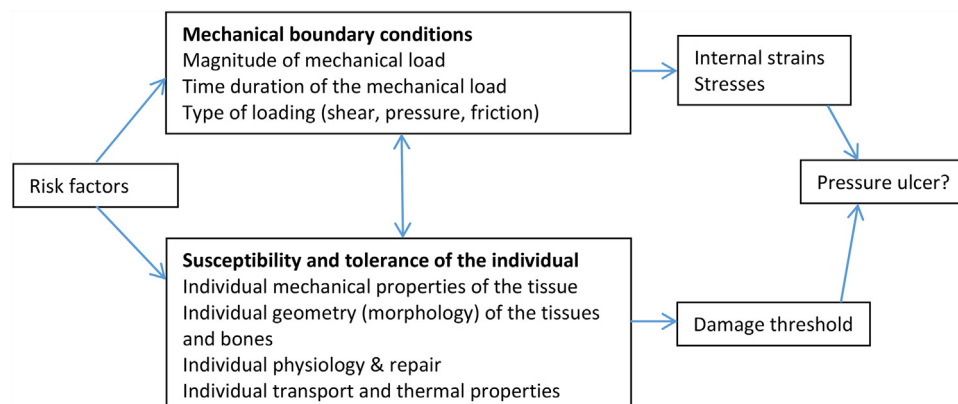 Mechanical boundary conditions
Magnitude of mechanical load
Time duration of the mechanical load
Type of loading (shear, pressure, friction)
Internal strains
Stresses
Risk factors
Pressure ulcer?
Susceptibility and tolerance of the individual
Individual mechanical properties of the tissue
Individual geometry (morphology) of the tissues
and bones
Individual physiology & repair
Individual transport and thermal properties
Damage threshold